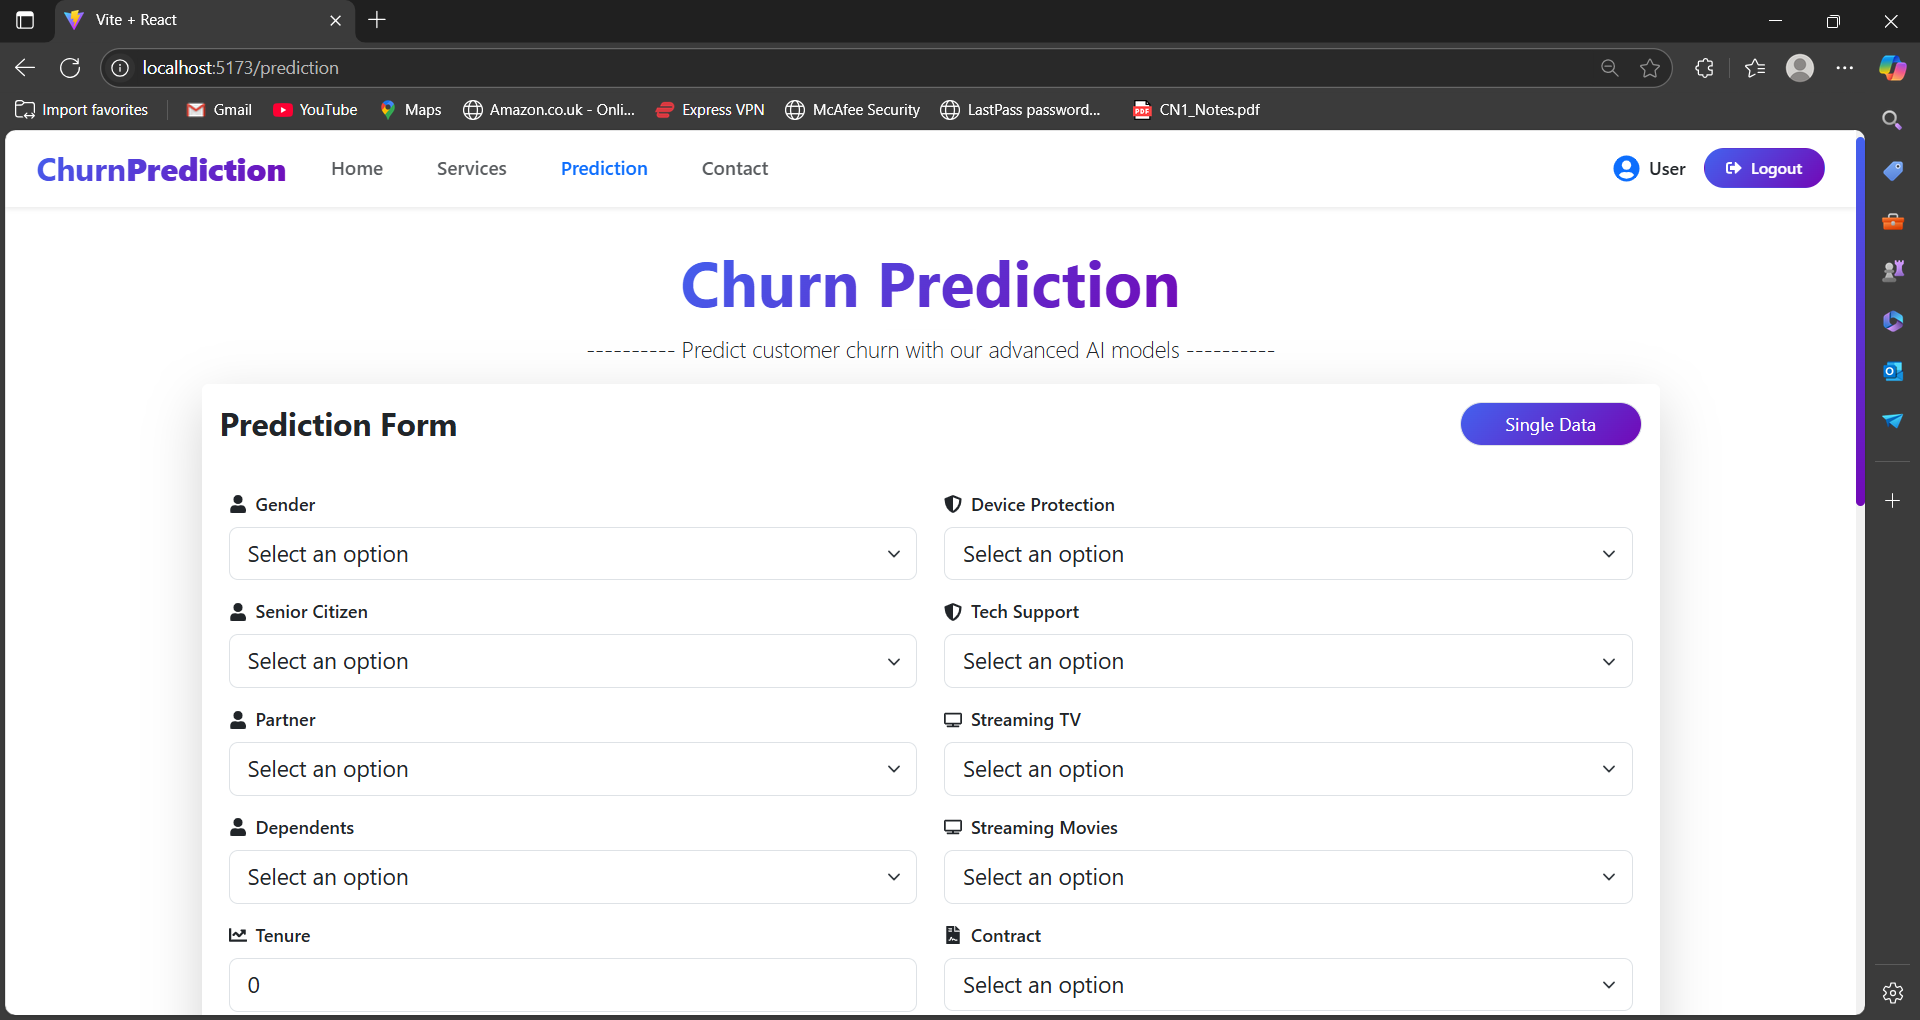 Vite + React
localhost:5173/prediction
Import favorites
Gmail
YouTube
Maps
Amazon.co.uk - Onli...
Express VPN
McAfee Security
LastPass password...
PDF
CN1_Notes.pdf
ChurnPrediction
Home
Services
Prediction
Contact
User
Logout
Churn Prediction
---------- Predict customer churn with our advanced AI models ----------
Prediction Form
Single Data
Gender
Select an option
Device Protection
Select an option
Senior Citizen
Select an option
Tech Support
Select an option
Partner
Select an option
Streaming TV
Select an option
Dependents
Select an option
Streaming Movies
Select an option
Tenure
0
Contract
Select an option